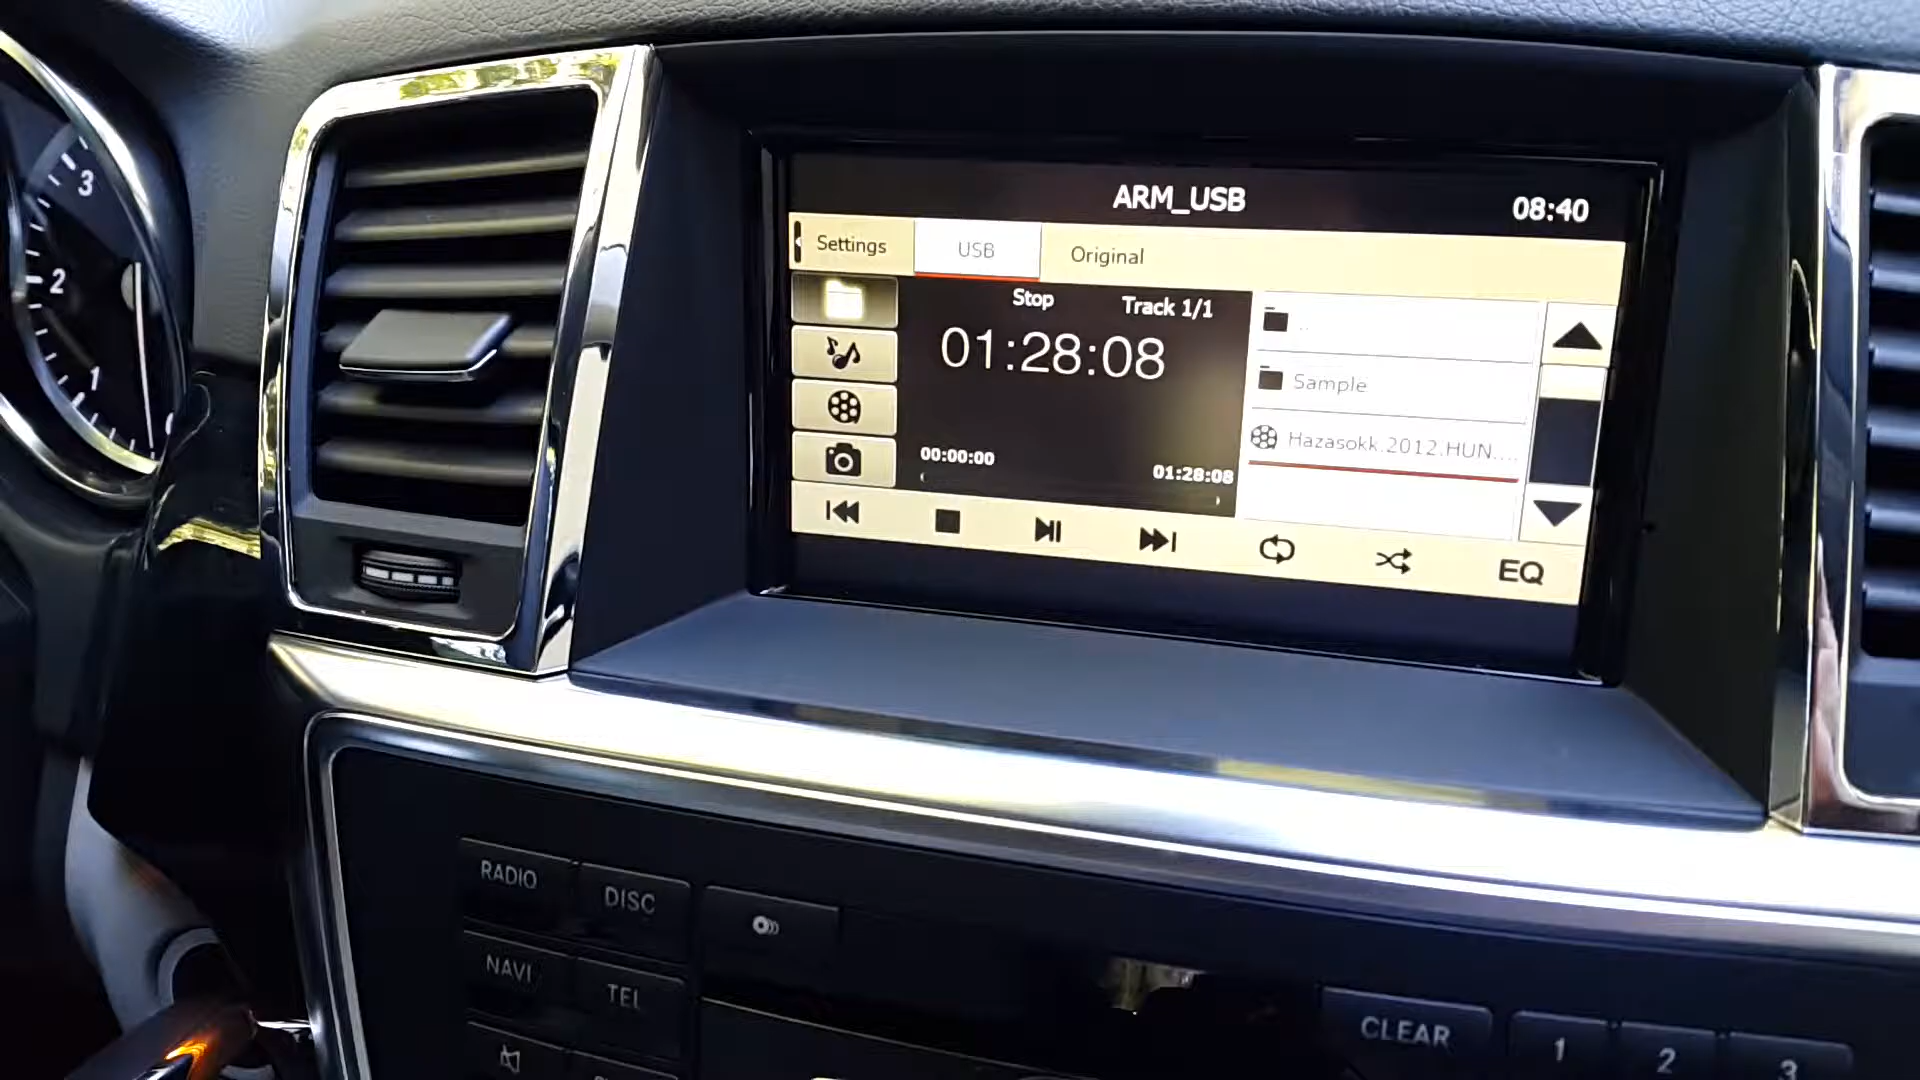 ARM_USB
08:40
Settings
USB
Original
Stop
Track 1/1
01:28:08
00:00:00
01:28:08
..
Sample
Hazasokk.2012.HUN....
EQ
3
2
1
RADIO
DISC
NAVI
TEL
CLEAR
1
2
3